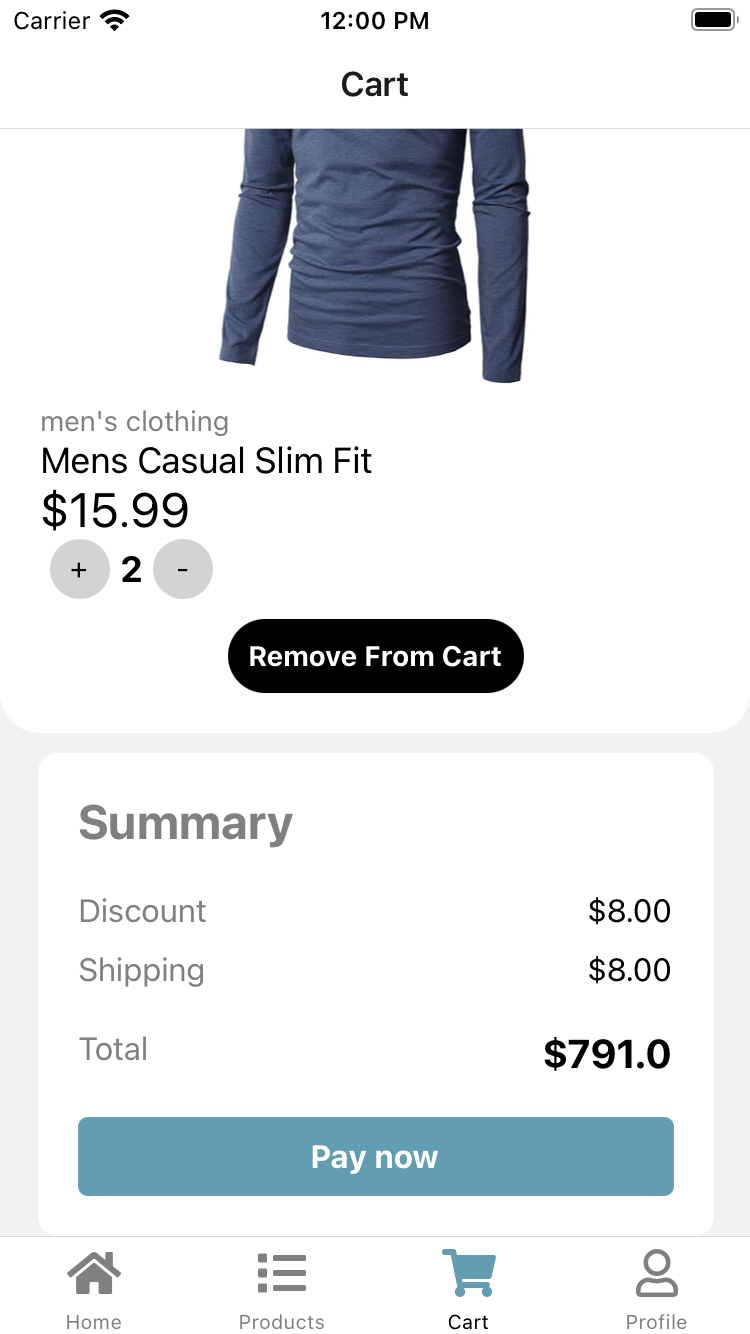 Carrier 12:00 PM
Cart
men's clothing
Mens Casual Slim Fit
$15.99
+ 2 -
Remove From Cart
Summary
Discount $8.00
Shipping $8.00
Total $791.0
Pay now
Home Products Cart Profile